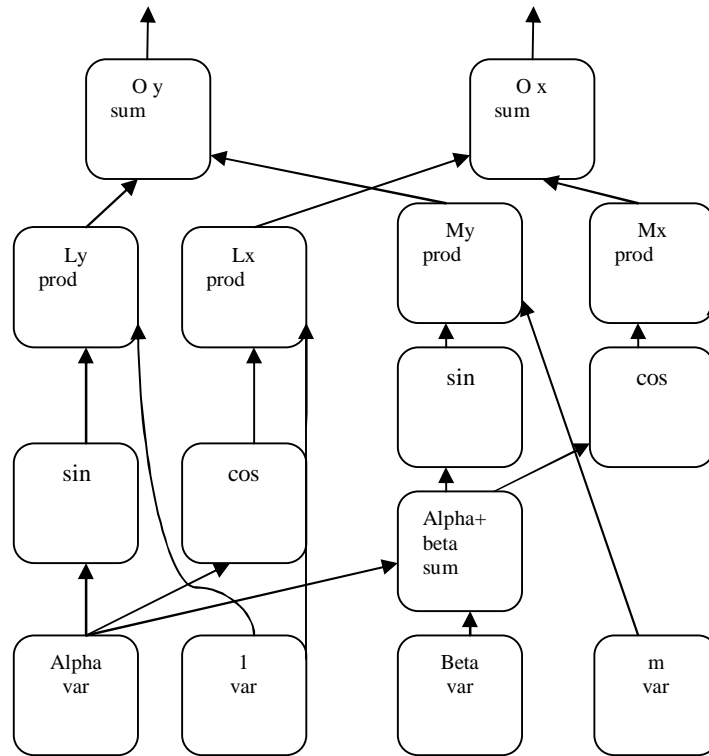 O y
sum
O x
sum
Ly
prod
Lx
prod
My
prod
Mx
prod
sin
cos
sin
cos
Alpha+
beta
sum
Alpha
var
1
var
Beta
var
m
var